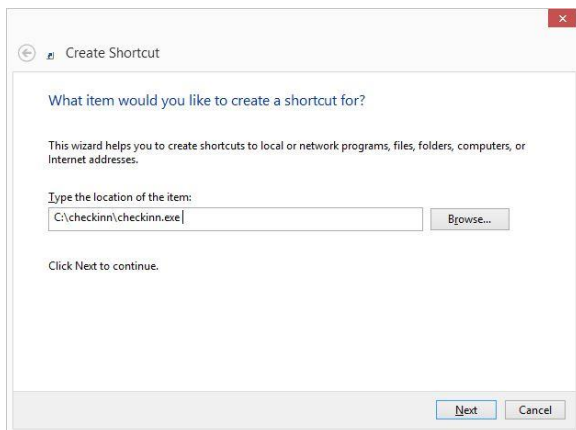 Create Shortcut
What item would you like to create a shortcut for?
This wizard helps you to create shortcuts to local or network programs, files, folders, computers, or
Internet addresses.
Type the location of the item:
C:\checkinn\checkinn.exe
Browse...
Click Next to continue.
Next
Cancel